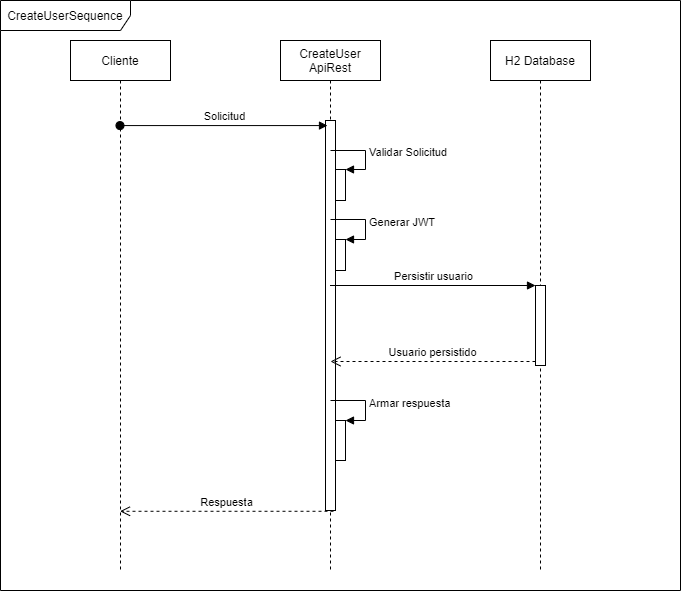 CreateUserSequence
Cliente
CreateUser
ApiRest
H2 Database
Solicitud
Validar Solicitud
Generar JWT
Persistir usuario
Usuario persistido
Armar respuesta
Respuesta